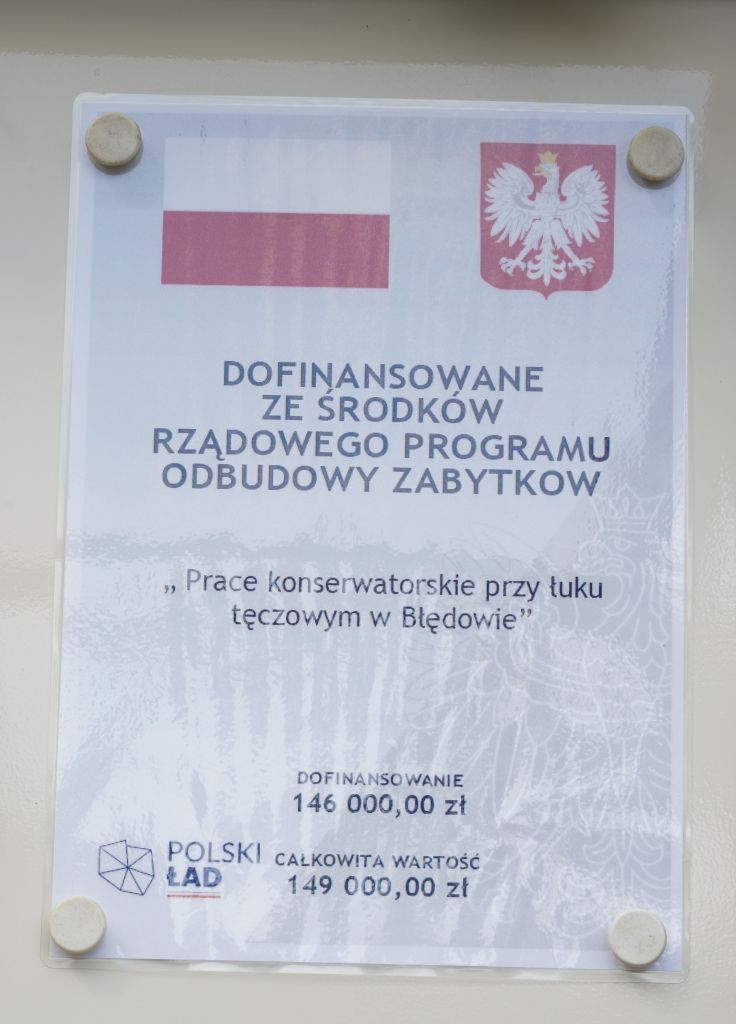 DOFINANSOWANE
ZE ŚRODKÓW
RZĄDOWEGO PROGRAMU
ODBUDOWY ZABYTKOW
„ Prace konserwatorskie przy łuku
tęczowym w Błędowie”
DOFINANSOWANIE
146 000,00 zł
POLSKI
ŁAD
CAŁKOWITA WARTOŚĆ
149 000,00 zł